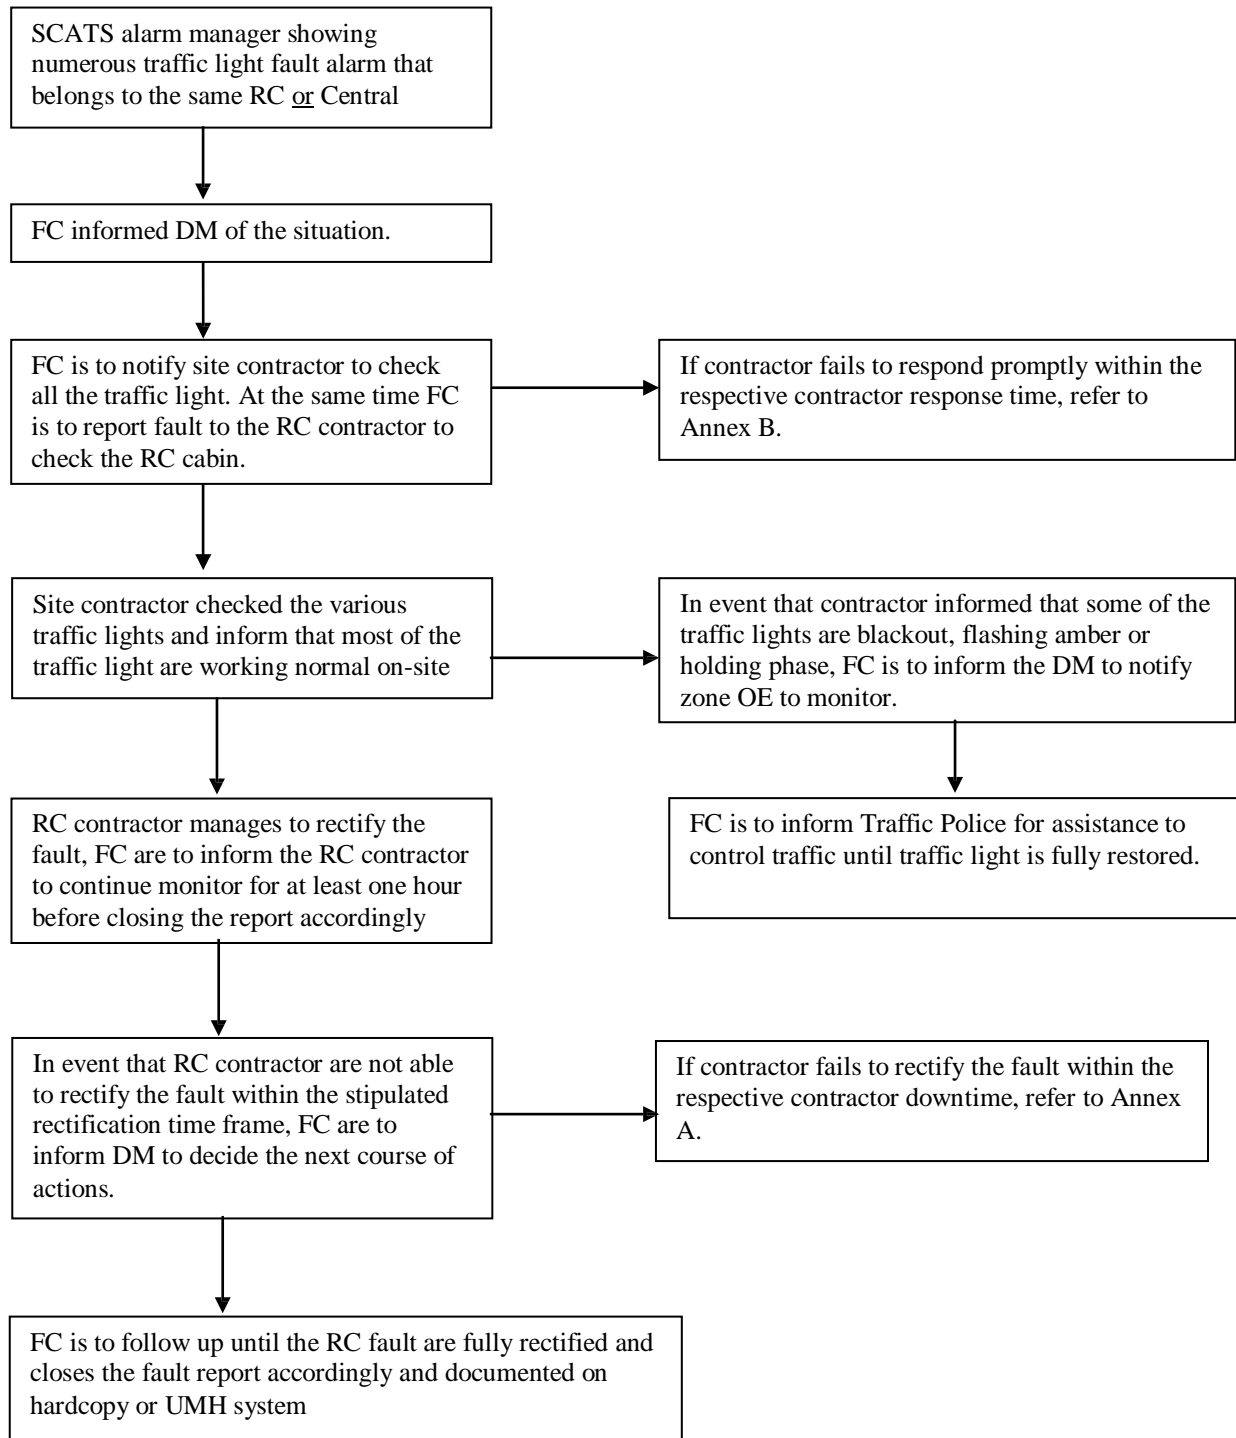 SCATS alarm manager showing
numerous traffic light fault alarm that
belongs to the same RC or Central
FC informed DM of the situation.
FC is to notify site contractor to check
all the traffic light. At the same time FC
is to report fault to the RC contractor to
check the RC cabin.
If contractor fails to respond promptly within the
respective contractor response time, refer to
Annex B.
Site contractor checked the various
traffic lights and inform that most of the
traffic light are working normal on-site
In event that contractor informed that some of the
traffic lights are blackout, flashing amber or
holding phase, FC is to inform the DM to notify
zone OE to monitor.
RC contractor manages to rectify the
fault, FC are to inform the RC contractor
to continue monitor for at least one hour
before closing the report accordingly
FC is to inform Traffic Police for assistance to
control traffic until traffic light is fully restored.
In event that RC contractor are not able
to rectify the fault within the stipulated
rectification time frame, FC are to
inform DM to decide the next course of
actions.
If contractor fails to rectify the fault within the
respective contractor downtime, refer to Annex
A.
FC is to follow up until the RC fault are fully rectified and
closes the fault report accordingly and documented on
hardcopy or UMH system